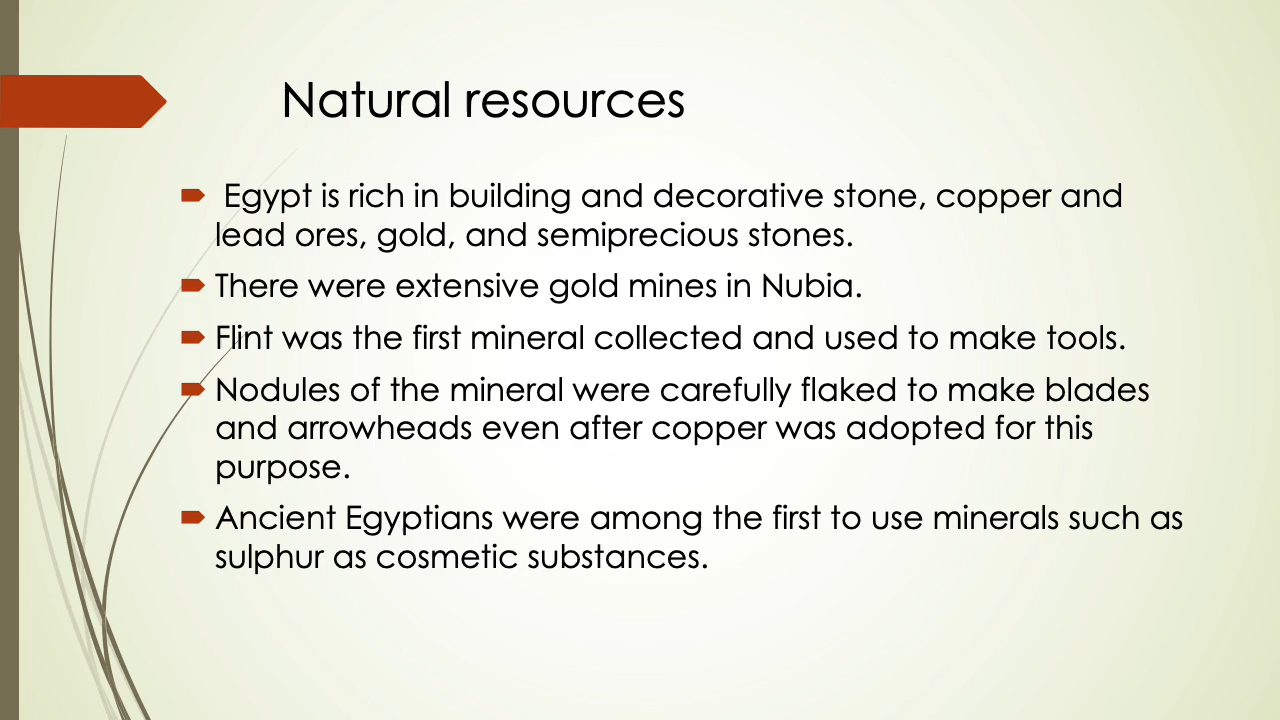 Natural resources
Egypt is rich in building and decorative stone, copper and
lead ores, gold, and semiprecious stones.
There were extensive gold mines in Nubia.
Flint was the first mineral collected and used to make tools.
Nodules of the mineral were carefully flaked to make blades
and arrowheads even after copper was adopted for this
purpose.
Ancient Egyptians were among the first to use minerals such as
sulphur as cosmetic substances.